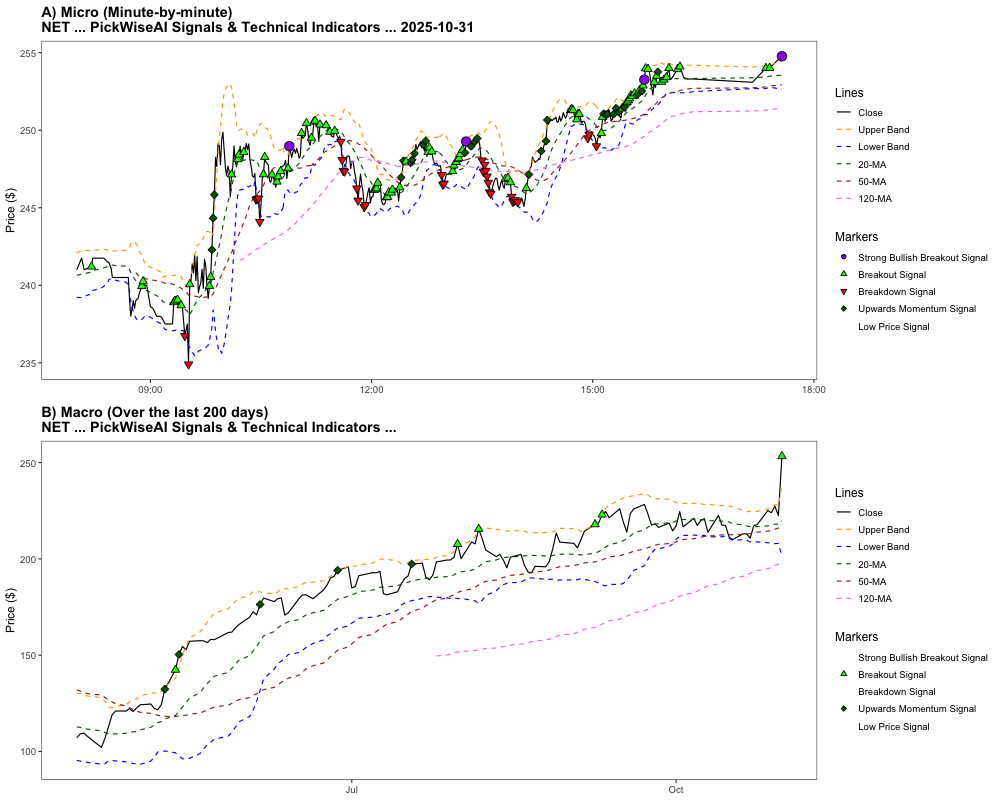 A) Micro (Minute-by-minute)
NET ... PickWiseAI Signals & Technical Indicators ... 2025-10-31
Price ($)
255
250
245
240
235
09:00
12:00
15:00
18:00
Lines
Close
Upper Band
Lower Band
20-MA
50-MA
120-MA
Markers
Strong Bullish Breakout Signal
Breakout Signal
Breakdown Signal
Upwards Momentum Signal
Low Price Signal
B) Macro (Over the last 200 days)
NET ... PickWiseAI Signals & Technical Indicators ...
Price ($)
250
200
150
100
Jul
Oct
Lines
Close
Upper Band
Lower Band
20-MA
50-MA
120-MA
Markers
Strong Bullish Breakout Signal
Breakout Signal
Breakdown Signal
Upwards Momentum Signal
Low Price Signal